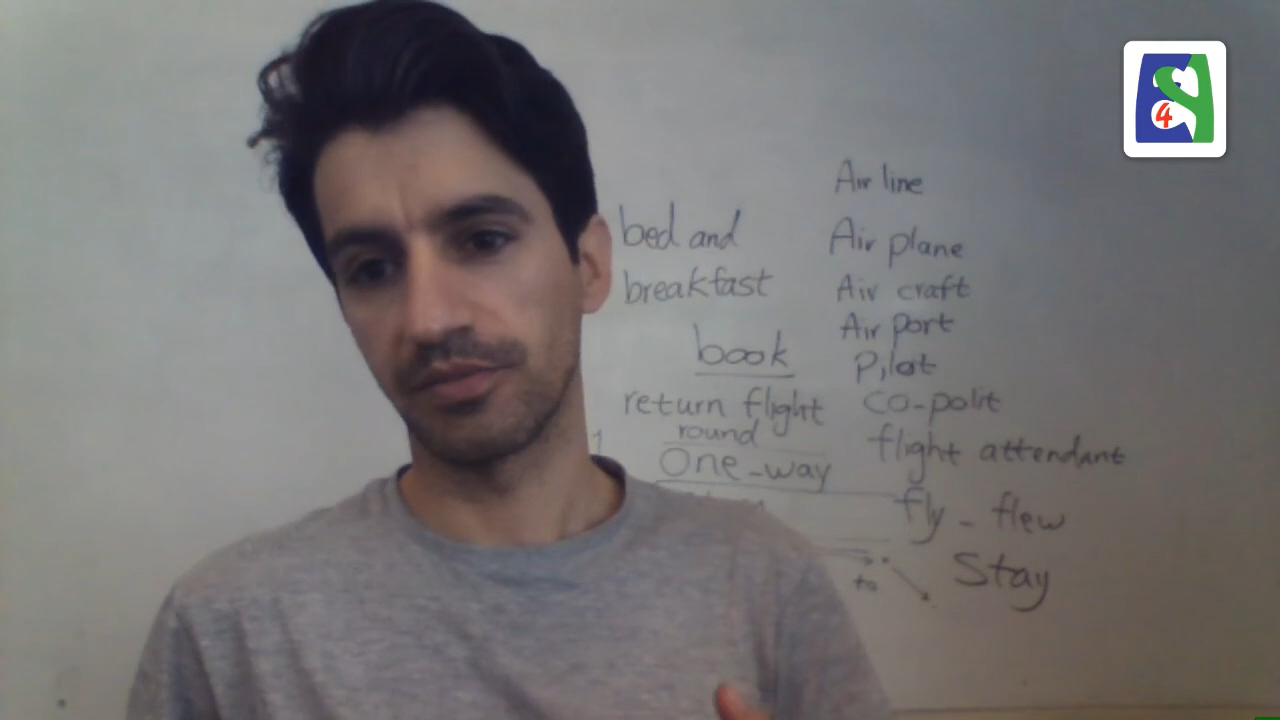 4
Air line
bed and
Air plane
breakfast
Air craft
Air port
book
Pilot
return flight
co-polit
round
flight attendant
One-way
fly - flew
to
Stay